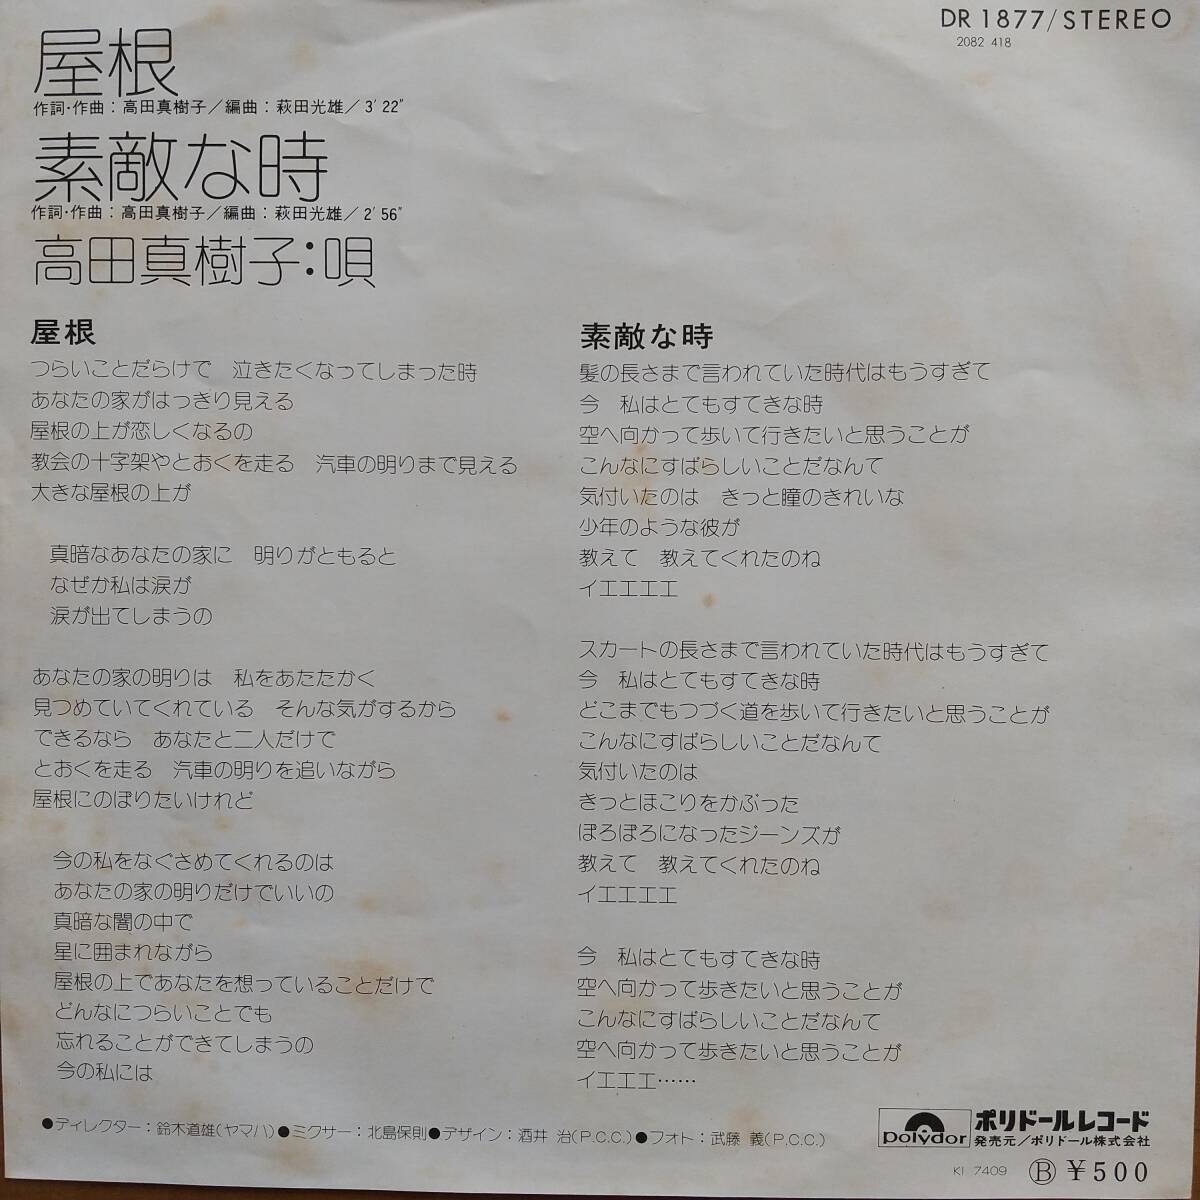 DR 1877/STEREO
2082 418
屋根
作詞・作曲：高田真樹子／編曲：萩田光雄／3′22″
素敵な時
作詞・作曲：高田真樹子／編曲：萩田光雄／2′56″
高田真樹子：唄
屋根
つらいことだらけで　泣きたくなってしまった時
あなたの家がはっきり見える
屋根の上が恋しくなるの
教会の十字架やとおくを走る　汽車の明りまで見える
大きな屋根の上が
真暗なあなたの家に　明りがともると
なぜか私は涙が
涙が出てしまうの
あなたの家の明りは　私をあたたかく
見つめていてくれている　そんな気がするから
できるなら　あなたと二人だけで
とおくを走る　汽車の明りを追いながら
屋根にのぼりたいけれど
今の私をなぐさめてくれるのは
あなたの家の明りだけでいいの
真暗な闇の中で
星に囲まれながら
屋根の上であなたを想っていることだけで
どんなにつらいことでも
忘れることができてしまうの
今の私には
素敵な時
髪の長さまで言われていた時代はもうすぎて
今　私はとてもすてきな時
空へ向かって歩いて行きたいと思うことが
こんなにすばらしいことだなんて
気付いたのは　きっと瞳のきれいな
少年のような彼が
教えて　教えてくれたのね
イエエエエ
スカートの長さまで言われていた時代はもうすぎて
今　私はとてもすてきな時
どこまでもつづく道を歩いて行きたいと思うことが
こんなにすばらしいことだなんて
気付いたのは
きっとほこりをかぶった
ぼろぼろになったジーンズが
教えて　教えてくれたのね
イエエエエ
今　私はとてもすてきな時
空へ向かって歩きたいと思うことが
こんなにすばらしいことだなんて
空へ向かって歩きたいと思うことが
イエエエ……
●ディレクター：鈴木道雄(ヤマハ)●ミクサー：北島保則●デザイン：酒井 治(P.C.C.)●フォト：武藤 義(P.C.C.)
polydor
ポリドールレコード
発売元／ポリドール株式会社
KI 7409 Ⓑ ￥500